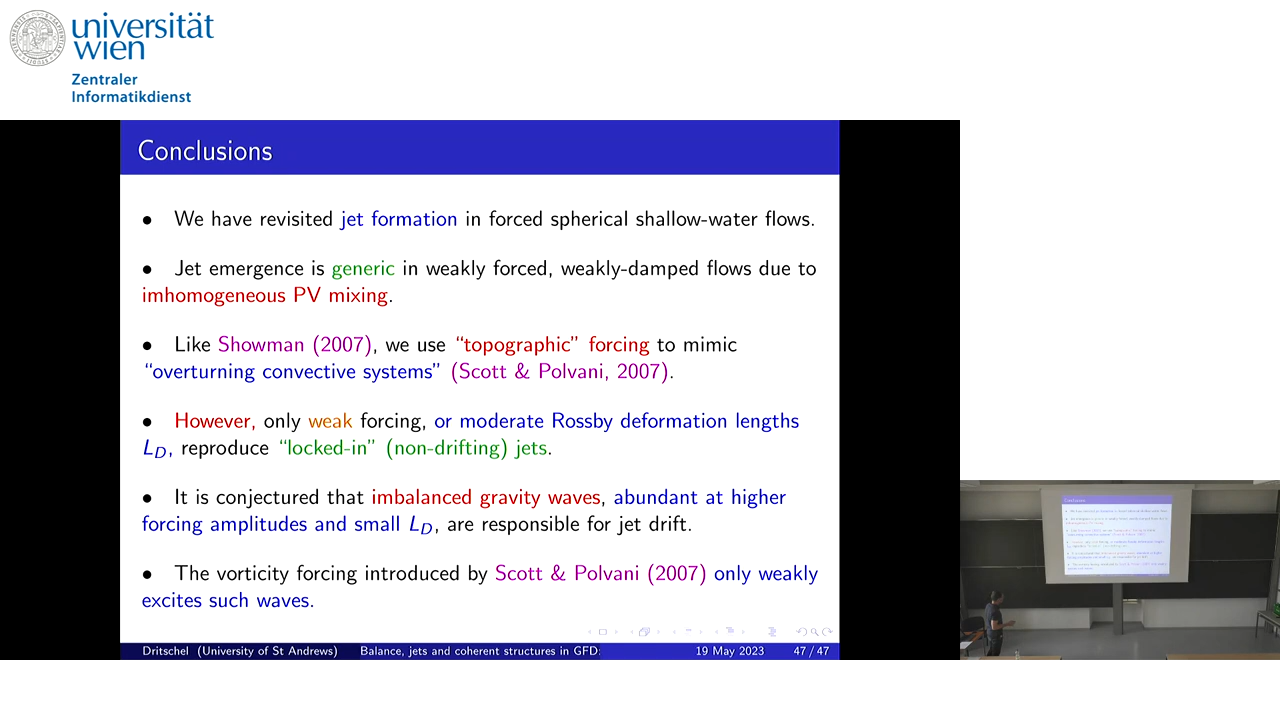 universität
wien
Zentraler
Informatikdienst
Conclusions
• We have revisited jet formation in forced spherical shallow-water flows.
• Jet emergence is generic in weakly forced, weakly-damped flows due to
imhomogeneous PV mixing.
• Like Showman (2007), we use “topographic” forcing to mimic
“overturning convective systems” (Scott & Polvani, 2007).
• However, only weak forcing, or moderate Rossby deformation lengths
L_D, reproduce “locked-in” (non-drifting) jets.
• It is conjectured that imbalanced gravity waves, abundant at higher
forcing amplitudes and small L_D, are responsible for jet drift.
• The vorticity forcing introduced by Scott & Polvani (2007) only weakly
excites such waves.
Dritschel (University of St Andrews) Balance, jets and coherent structures in GFD: 19 May 2023 47 / 47
Conclusions